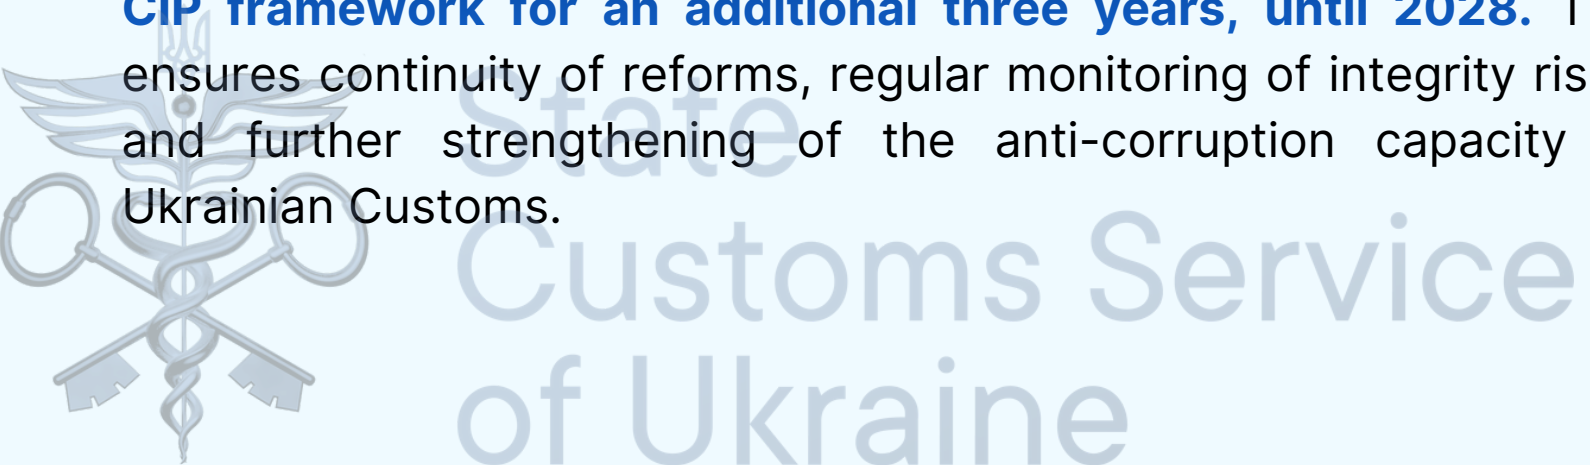 CIP framework for an additional three years, until 2028.
ensures continuity of reforms, regular monitoring of integrity
and further strengthening of the anti-corruption capacity
Ukrainian Customs.
State
Customs Service
of Ukraine